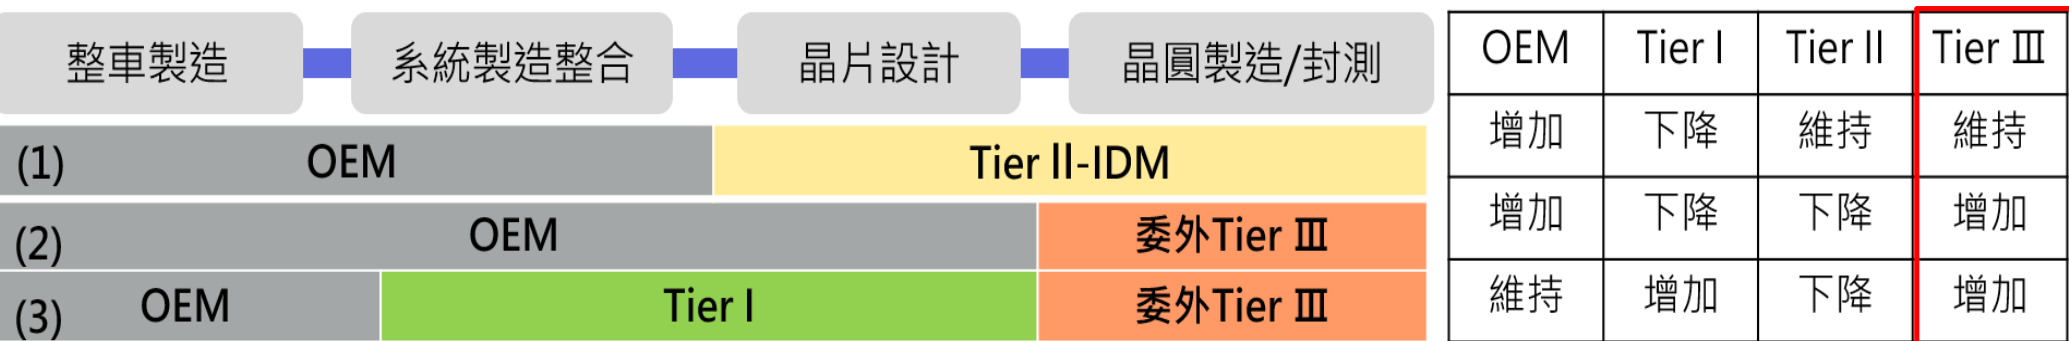 整車製造 系統製造整合 晶片設計 晶圓製造/封測 OEM Tier I Tier II Tier Ⅲ
(1) OEM Tier II-IDM 增加 下降 維持 維持
(2) OEM 委外Tier Ⅲ 增加 下降 下降 增加
(3) OEM Tier I 委外Tier Ⅲ 維持 增加 下降 增加